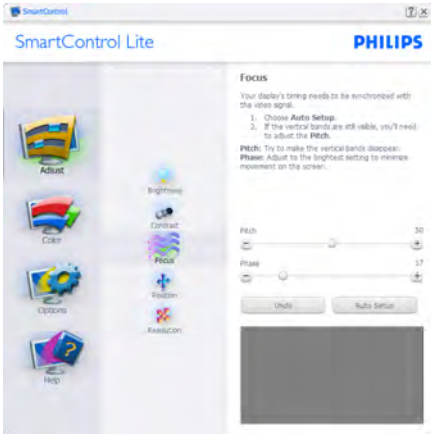 SmartControl
?
x
SmartControl Lite
PHILIPS
Adjust
Color
Options
Help
Brightness
Contrast
Focus
Position
Resolution
Focus
Your display's timing needs to be synchronized with
the video signal.
1. Choose Auto Setup.
2. If the vertical bands are still visible, you'll need
to adjust the Pitch.
Pitch: Try to make the vertical bands disappear.
Phase: Adjust to the brightest setting to minimize
movement on the screen.
Pitch 50
Phase 17
Undo Auto Setup